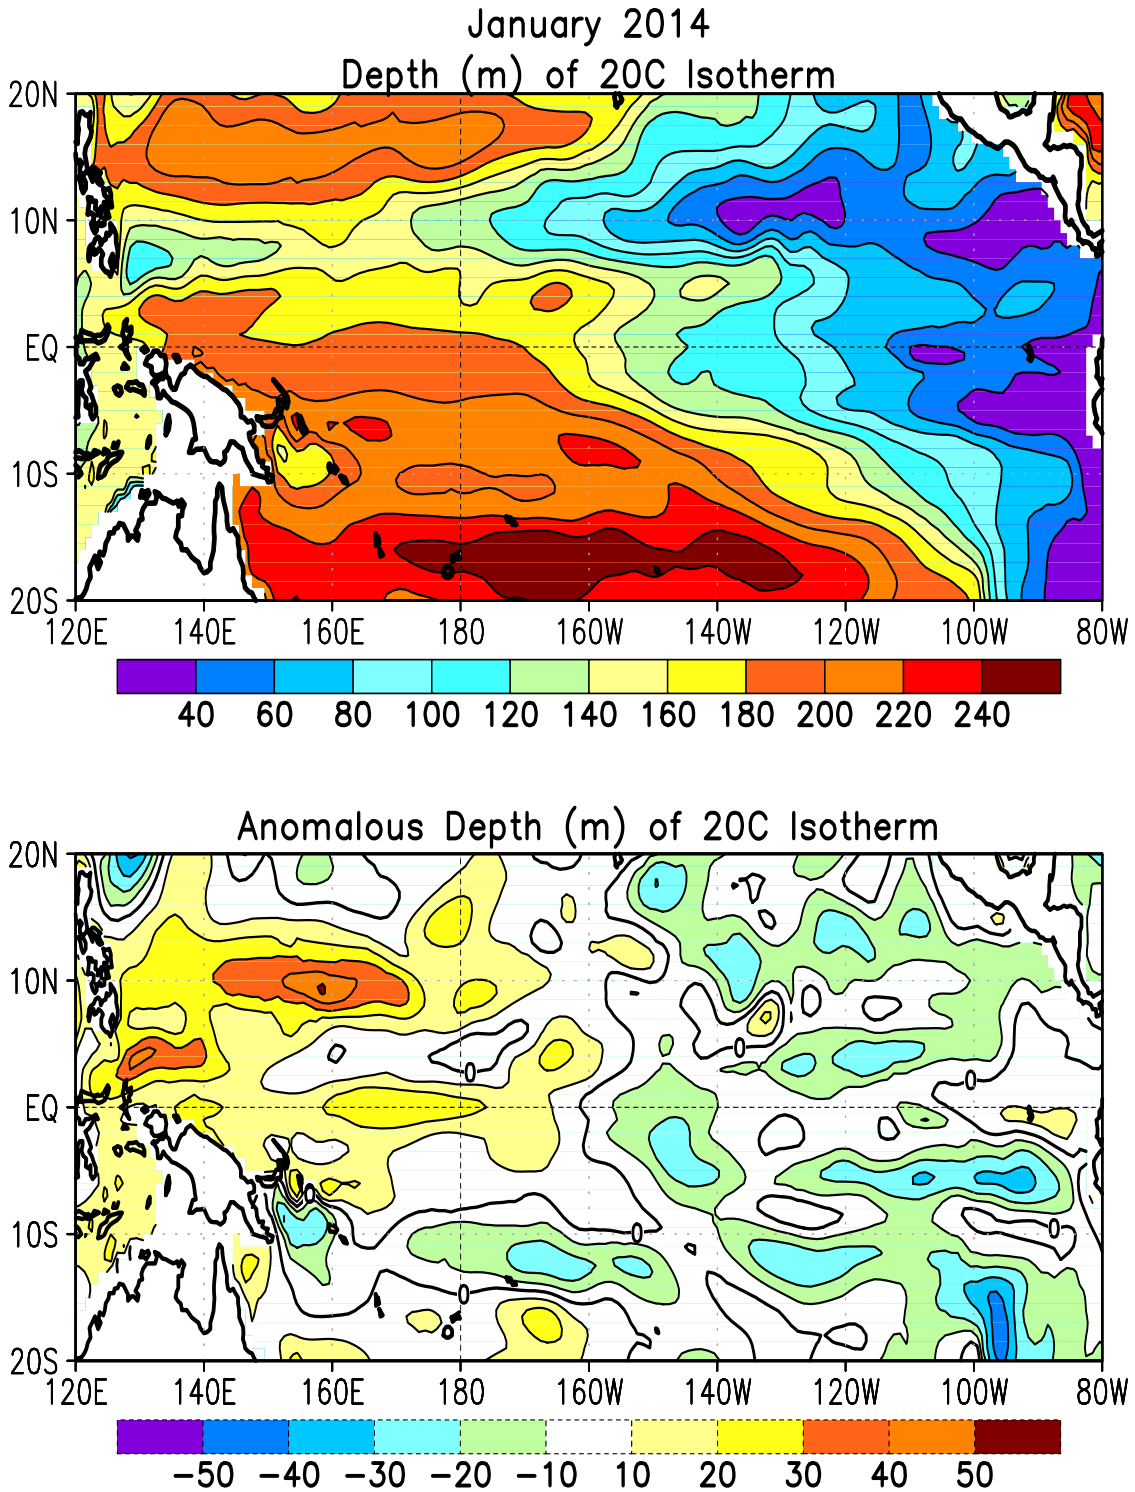 January 2014
Depth (m) of 20C Isotherm
20N
10N
EQ
10S
20S
120E 140E 160E 180 160W 140W 120W 100W 80W
40 60 80 100 120 140 160 180 200 220 240
Anomalous Depth (m) of 20C Isotherm
20N
10N
0
0
0
EQ
0
0
0
10S
0
20S
120E 140E 160E 180 160W 140W 120W 100W 80W
-50 -40 -30 -20 -10 10 20 30 40 50